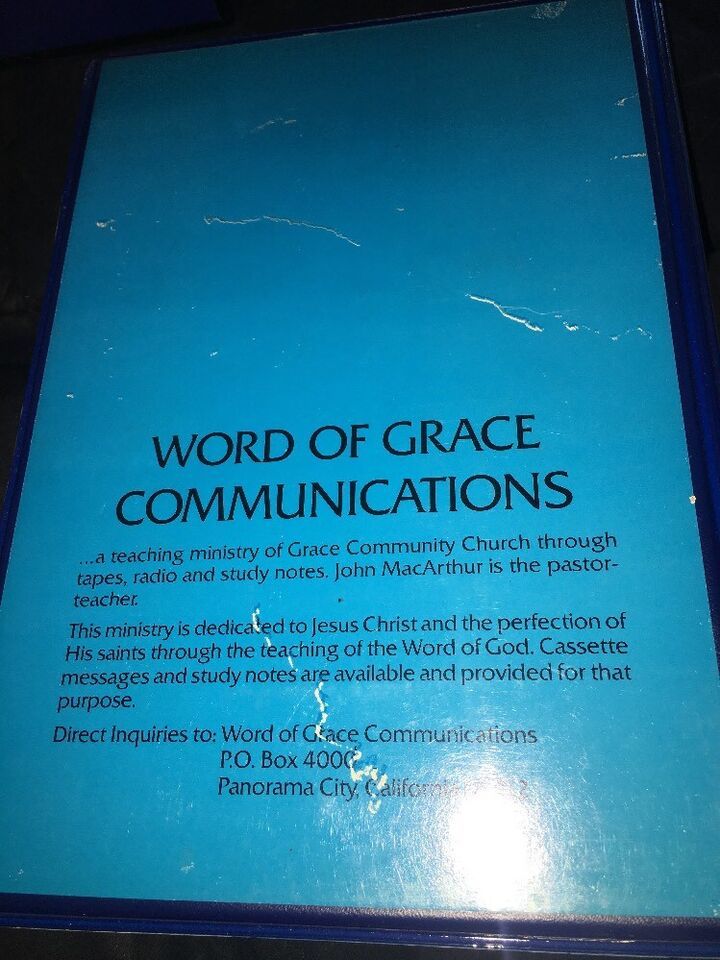 WORD OF GRACE
COMMUNICATIONS
...a teaching ministry of Grace Community Church through
tapes, radio and study notes. John MacArthur is the pastor-
teacher.
This ministry is dedicated to Jesus Christ and the perfection of
His saints through the teaching of the Word of God. Cassette
messages and study notes are available and provided for that
purpose.
Direct Inquiries to: Word of Grace Communications
P.O. Box 4000
Panorama City, California